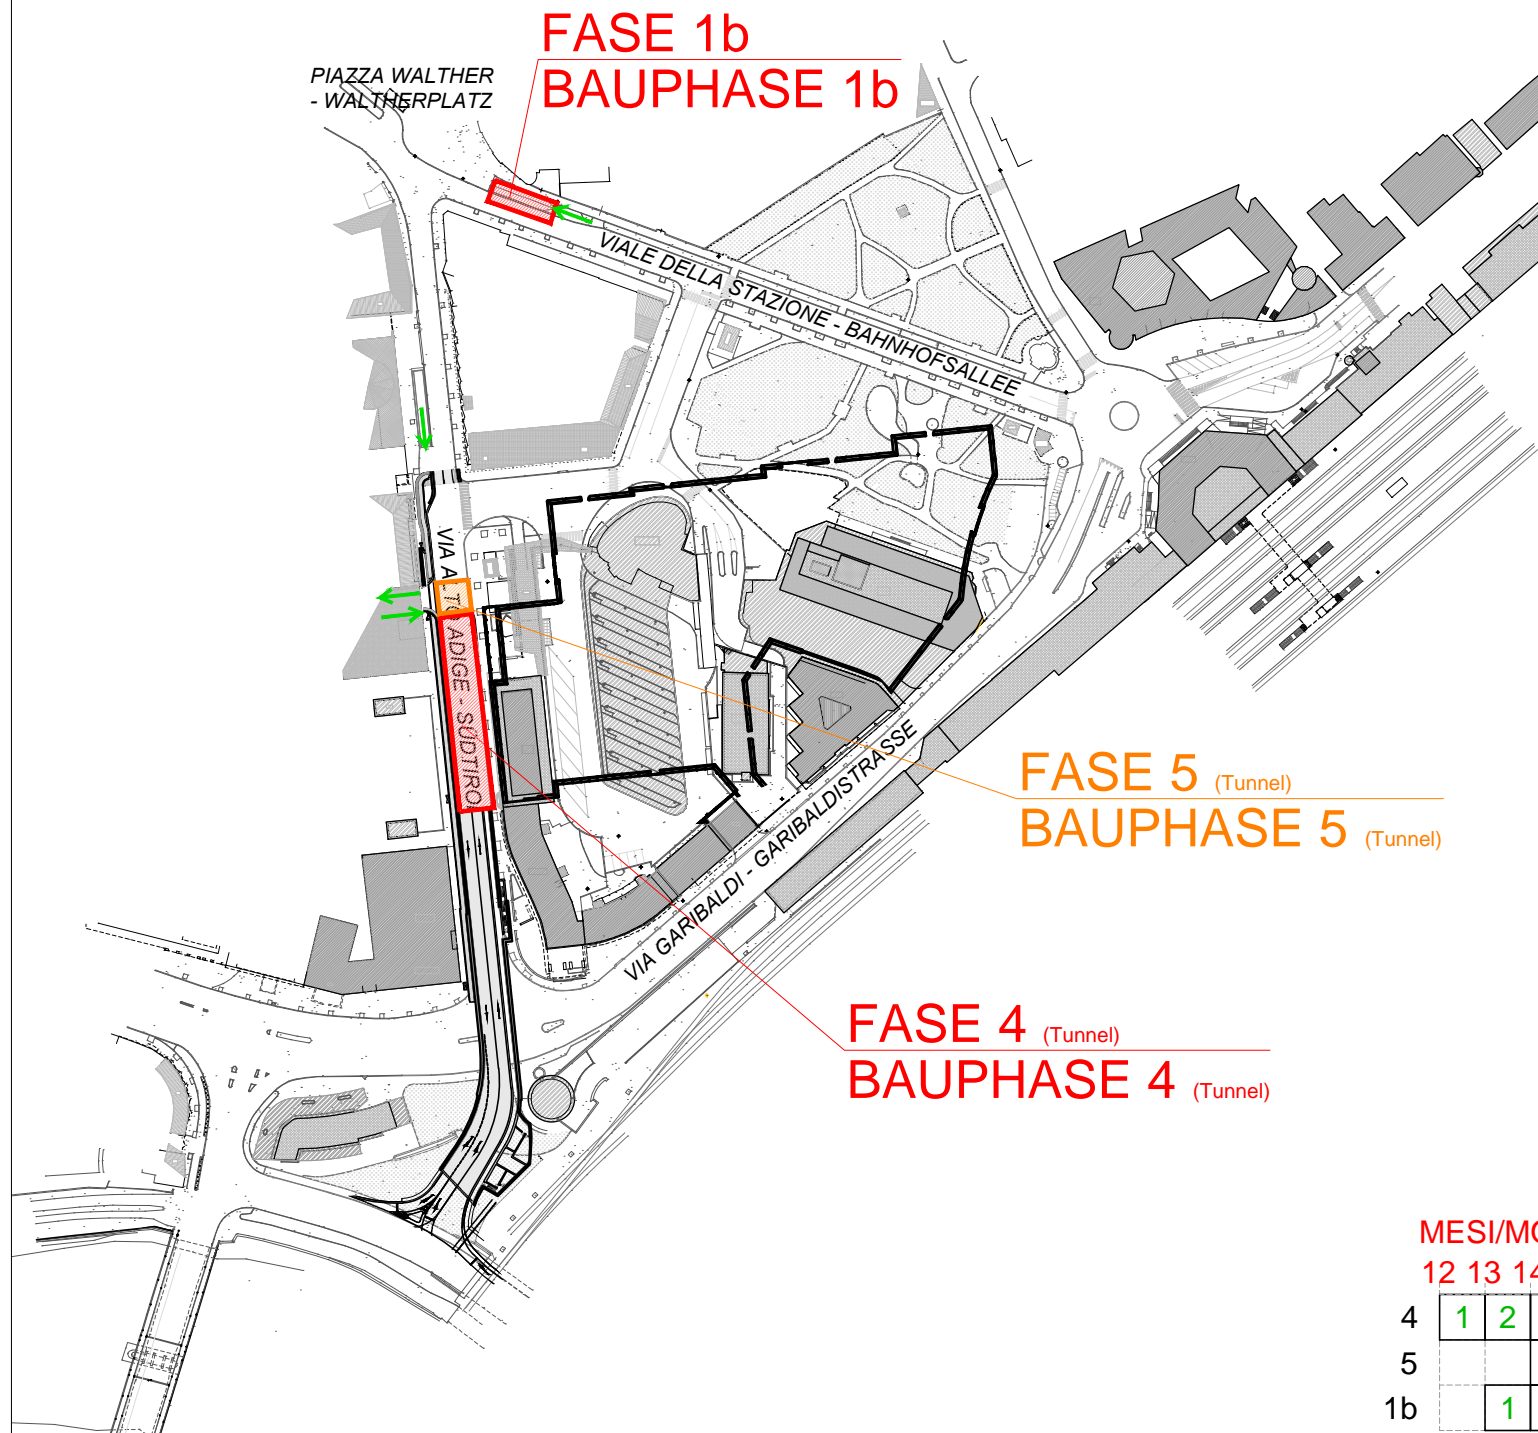 FASE 1b
BAUPHASE 1b
PIAZZA WALTHER
- WALTHERPLATZ
VIALE DELLA STAZIONE - BAHNHOFSALLEE
VIA ALTO ADIGE - SÜDTIROL
FASE 5 (Tunnel)
BAUPHASE 5 (Tunnel)
VIA GARIBALDI - GARIBALDISTRASSE
FASE 4 (Tunnel)
BAUPHASE 4 (Tunnel)
MESI/MO
12 13 14
4 1 2
5
1b 1